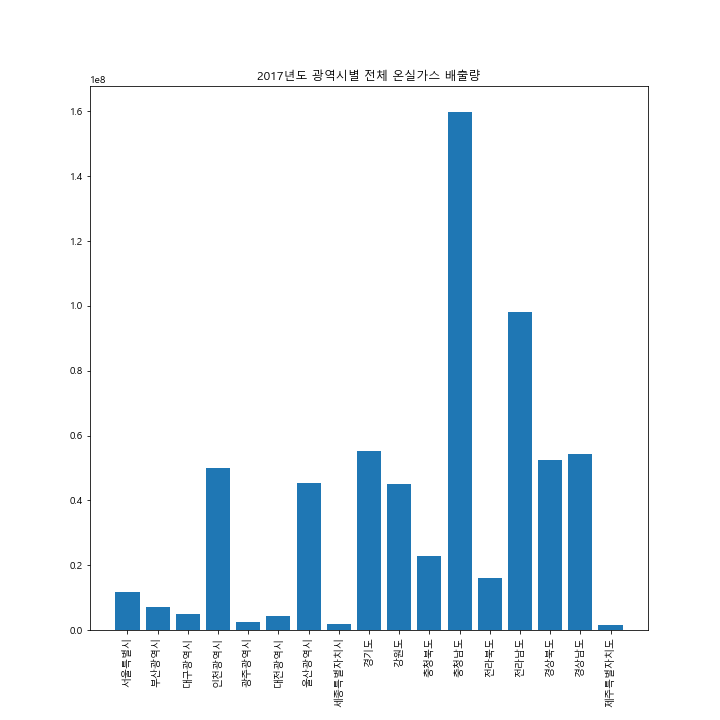 2017년도 광역시별 전체 온실가스 배출량
1e8
1.6
1.4
1.2
1.0
0.8
0.6
0.4
0.2
0.0
서울특별시
부산광역시
대구광역시
인천광역시
광주광역시
대전광역시
울산광역시
세종특별자치시
경기도
강원도
충청북도
충청남도
전라북도
전라남도
경상북도
경상남도
제주특별자치도